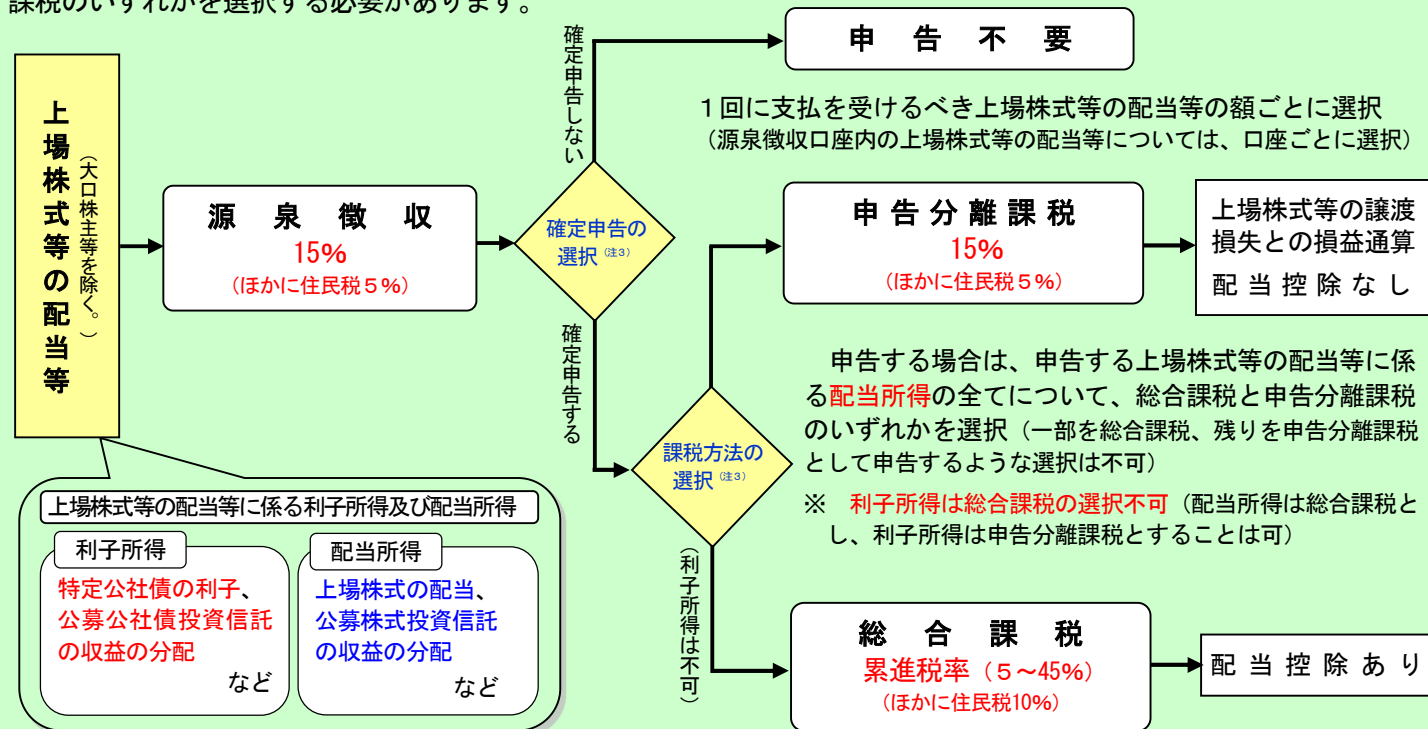 課税のいずれかを選択する必要があります。
上場株式等の配当等
(大口株主等を除く。)
源泉徴収
15%
(ほかに住民税5%)
確定申告の
選択(注3)
確定申告しない
申告不要
1回に支払を受けるべき上場株式等の配当等の額ごとに選択
(源泉徴収口座内の上場株式等の配当等については、口座ごとに選択)
確定申告する
課税方法の
選択(注3)
申告分離課税
15%
(ほかに住民税5%)
上場株式等の譲渡
損失との損益通算
配当控除なし
申告する場合は、申告する上場株式等の配当等に係
る配当所得の全てについて、総合課税と申告分離課税
のいずれかを選択(一部を総合課税、残りを申告分離課税
として申告するような選択は不可)
※ 利子所得は総合課税の選択不可(配当所得は総合課税と
し、利子所得は申告分離課税とすることは可)
(利子所得は不可)
総合課税
累進税率(5~45%)
(ほかに住民税10%)
配当控除あり
上場株式等の配当等に係る利子所得及び配当所得
利子所得
特定公社債の利子、
公募公社債投資信託
の収益の分配
など
配当所得
上場株式の配当、
公募株式投資信託
の収益の分配
など